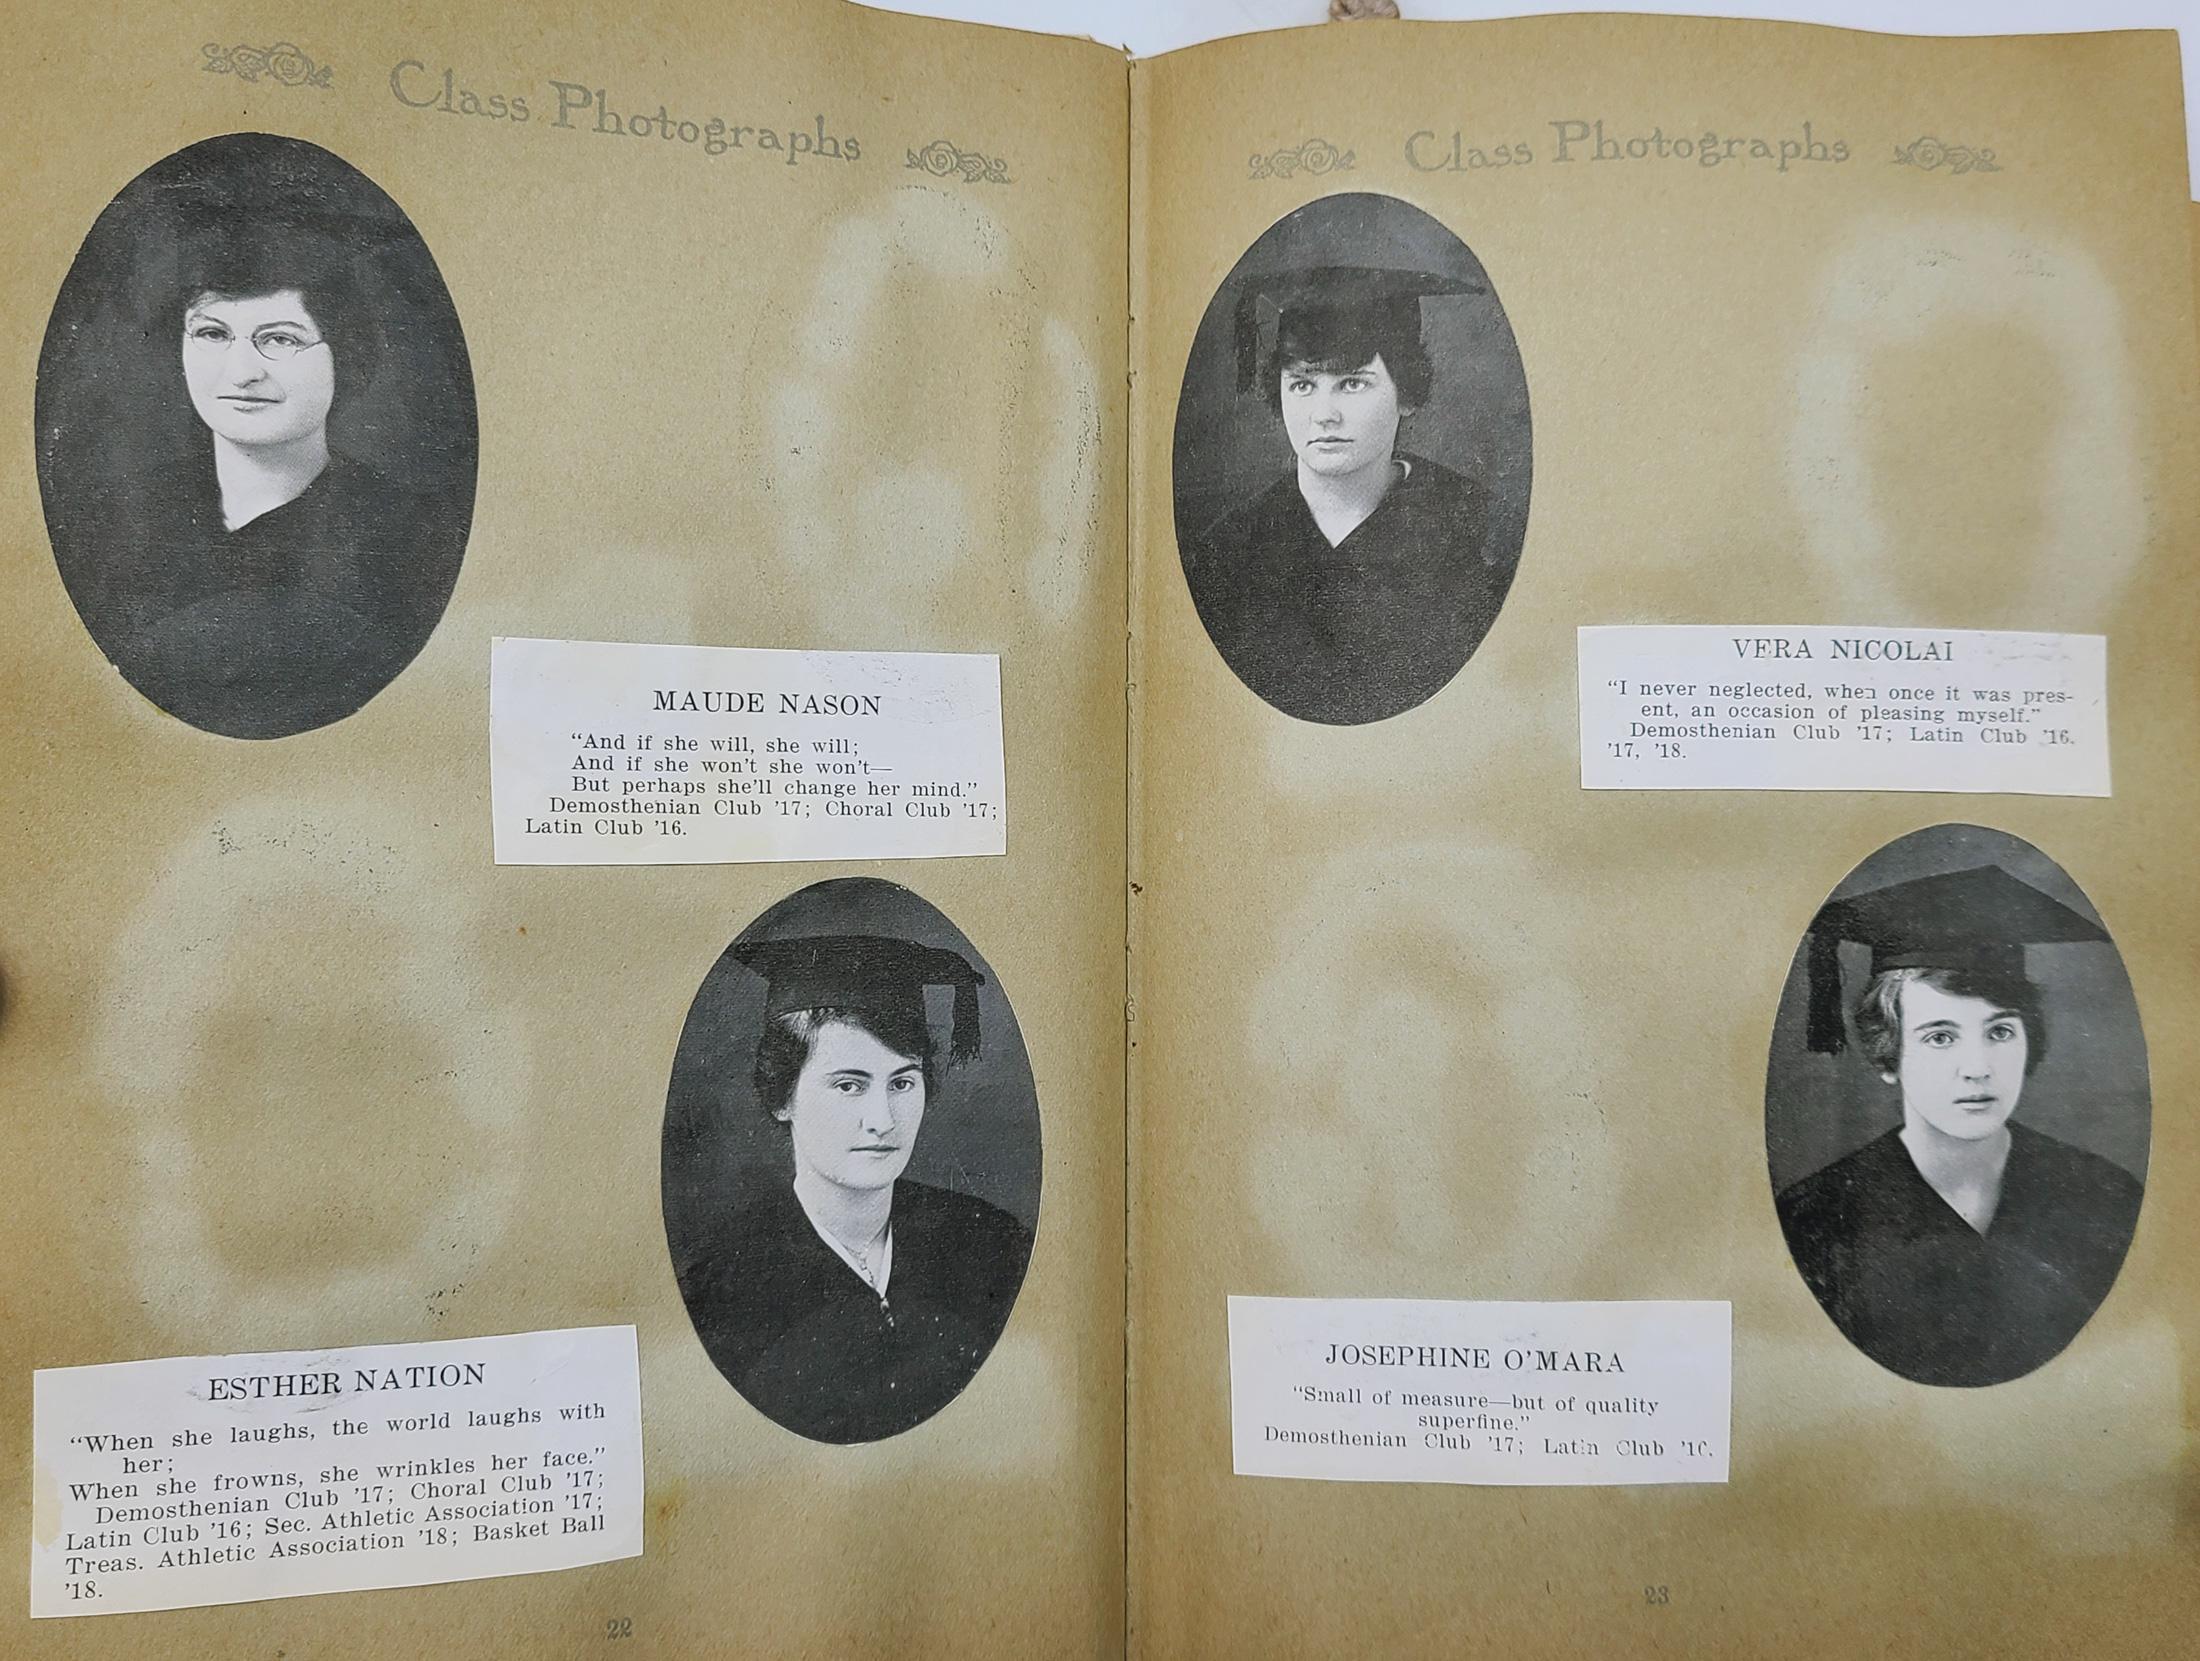 Class Photographs
MAUDE NASON
“And if she will, she will;
And if she won't she won't—
But perhaps she'll change her mind.”
Demosthenian Club '17; Choral Club '17;
Latin Club '16.
ESTHER NATION
“When she laughs, the world laughs with
her;
When she frowns, she wrinkles her face.”
Demosthenian Club '17; Choral Club '17;
Latin Club '16; Sec. Athletic Association '17;
Treas. Athletic Association '18; Basket Ball
'18.
22
Class Photographs
VERA NICOLAI
“I never neglected, when once it was pres-
ent, an occasion of pleasing myself.”
Demosthenian Club '17; Latin Club '16.
'17, '18.
JOSEPHINE O'MARA
“Small of measure—but of quality
superfine.”
Demosthenian Club '17; Latin Club '16.
23